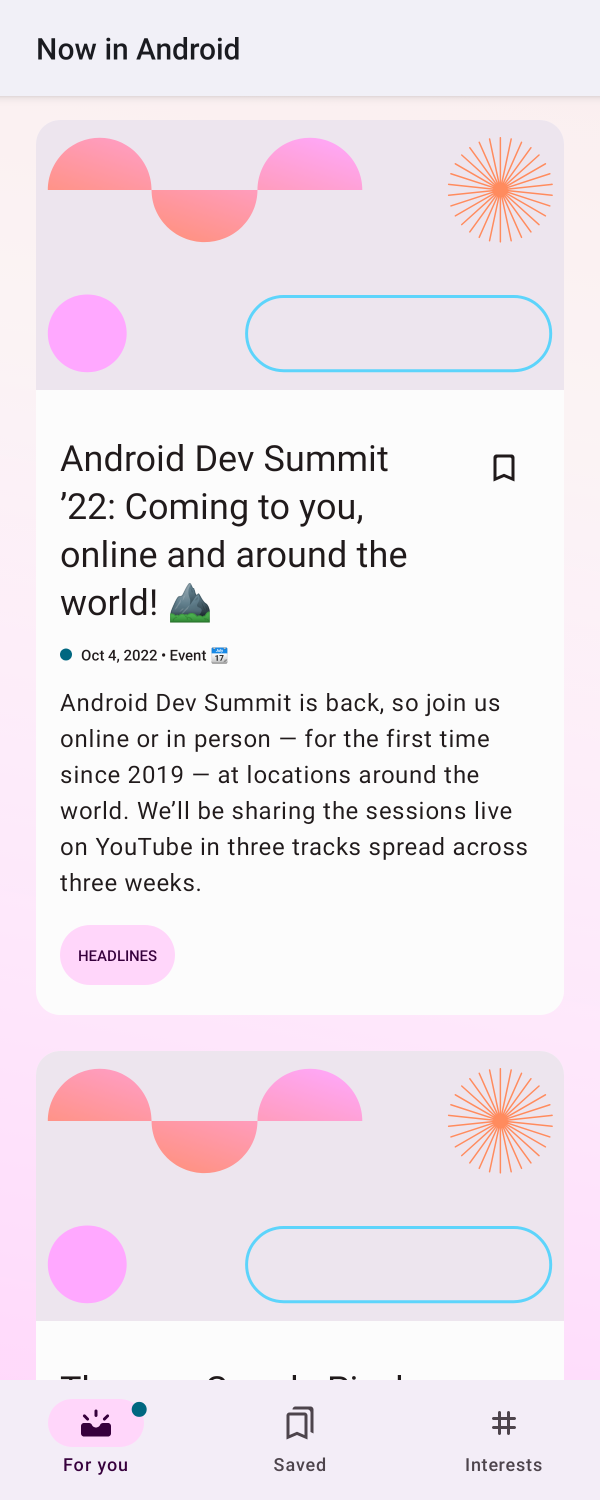 Now in Android
Android Dev Summit
’22: Coming to you,
online and around the
world! ⛰️
Oct 4, 2022 • Event 📆
Android Dev Summit is back, so join us
online or in person — for the first time
since 2019 — at locations around the
world. We’ll be sharing the sessions live
on YouTube in three tracks spread across
three weeks.
HEADLINES
For you
Saved
Interests